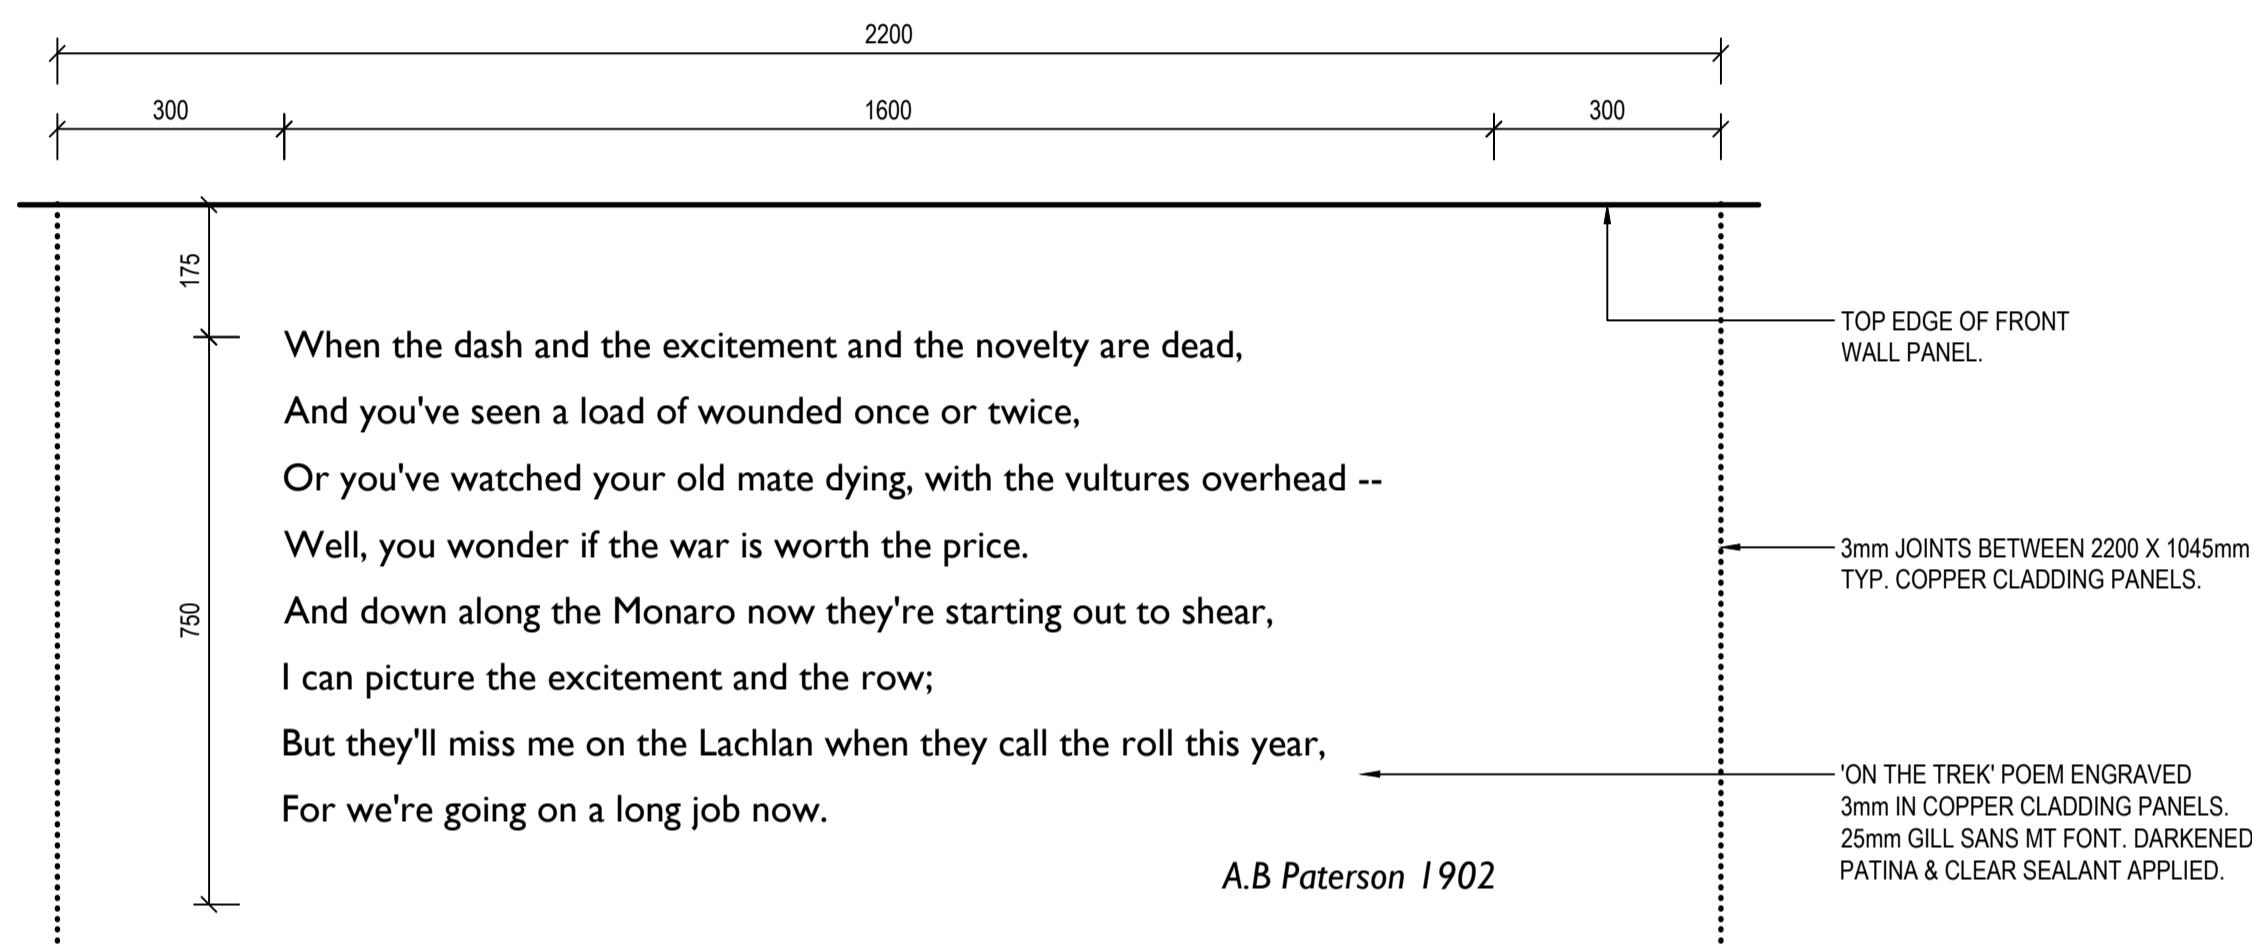 2200
300 1600 300
175
When the dash and the excitement and the novelty are dead,
And you've seen a load of wounded once or twice,
Or you've watched your old mate dying, with the vultures overhead --
Well, you wonder if the war is worth the price.
And down along the Monaro now they're starting out to shear,
I can picture the excitement and the row;
But they'll miss me on the Lachlan when they call the roll this year,
For we're going on a long job now.
A.B Paterson 1902
750
TOP EDGE OF FRONT
WALL PANEL.
3mm JOINTS BETWEEN 2200 X 1045mm
TYP. COPPER CLADDING PANELS.
'ON THE TREK' POEM ENGRAVED
3mm IN COPPER CLADDING PANELS.
25mm GILL SANS MT FONT. DARKENED
PATINA & CLEAR SEALANT APPLIED.